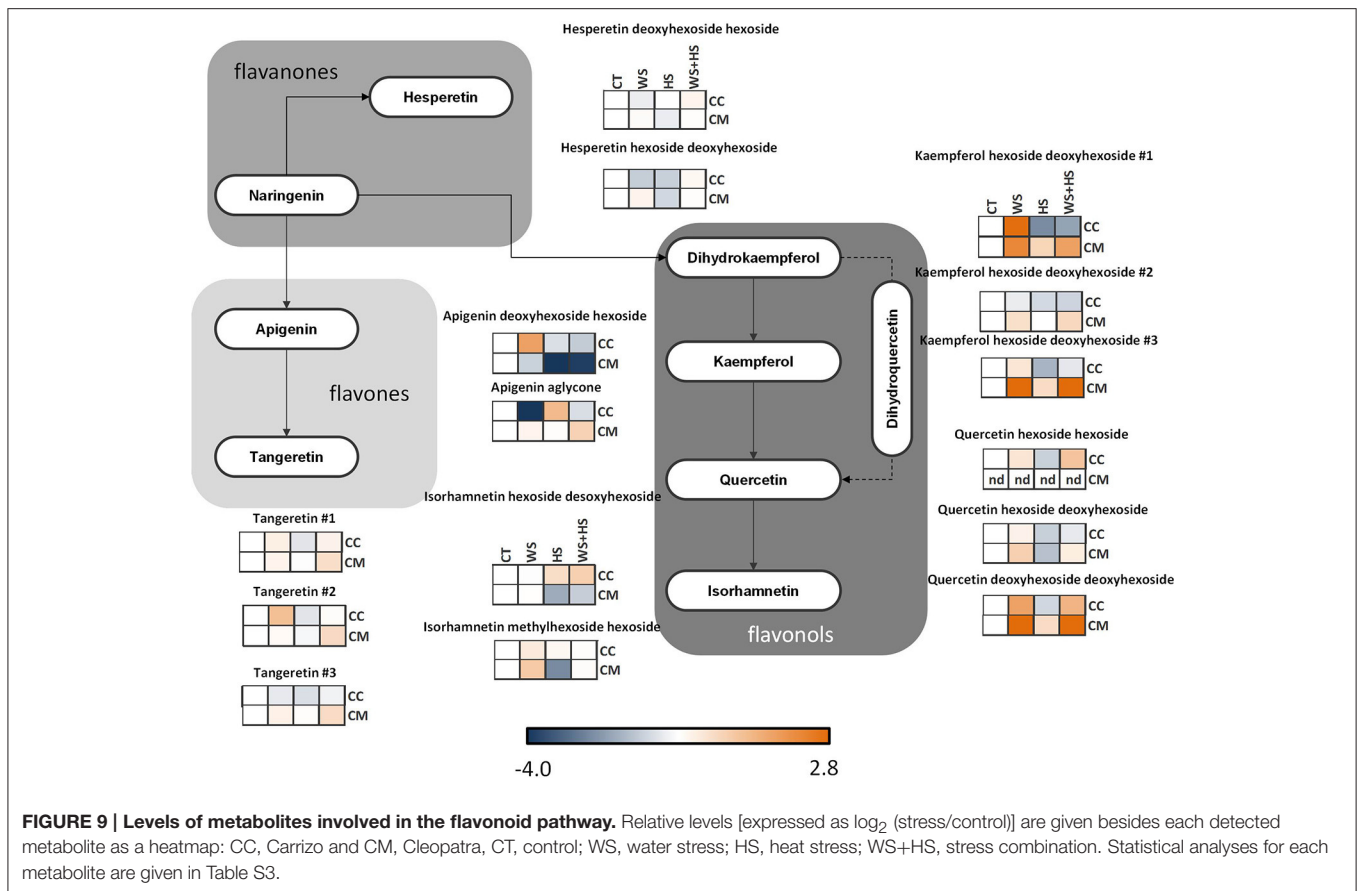 Hesperetin deoxyhexoside hexoside
CT WS HS WS+HS
CC
CM
flavanones
Hesperetin
Naringenin
Hesperetin hexoside deoxyhexoside
CC
CM
Kaempferol hexoside deoxyhexoside #1
CT WS HS WS+HS
CC
CM
Kaempferol hexoside deoxyhexoside #2
CC
CM
Kaempferol hexoside deoxyhexoside #3
CC
CM
Dihydrokaempferol
Kaempferol
Dihydroquercetin
Quercetin
Isorhamnetin
flavonols
Apigenin
flavones
Tangeretin
Apigenin deoxyhexoside hexoside
CC
CM
Apigenin aglycone
CC
CM
Quercetin hexoside hexoside
CC
nd nd nd nd CM
Quercetin hexoside deoxyhexoside
CC
CM
Quercetin deoxyhexoside deoxyhexoside
CC
CM
Isorhamnetin hexoside desoxyhexoside
CT WS HS WS+HS
CC
CM
Isorhamnetin methylhexoside hexoside
CC
CM
Tangeretin #1
CC
CM
Tangeretin #2
CC
CM
Tangeretin #3
CC
CM
-4.0 2.8
FIGURE 9 | Levels of metabolites involved in the flavonoid pathway. Relative levels [expressed as log2 (stress/control)] are given besides each detected
metabolite as a heatmap: CC, Carrizo and CM, Cleopatra, CT, control; WS, water stress; HS, heat stress; WS+HS, stress combination. Statistical analyses for each
metabolite are given in Table S3.